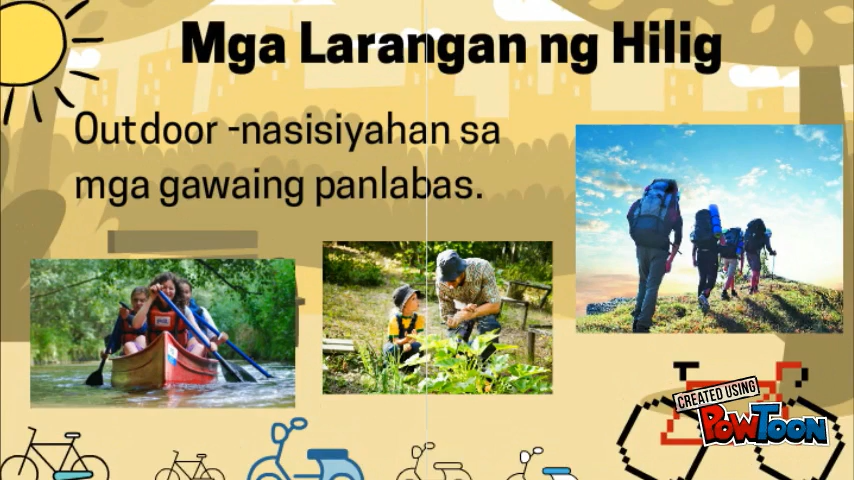 Mga Larangan ng Hilig
Outdoor -nasisiyahan sa
mga gawaing panlabas.
CREATED USING
POWTOON